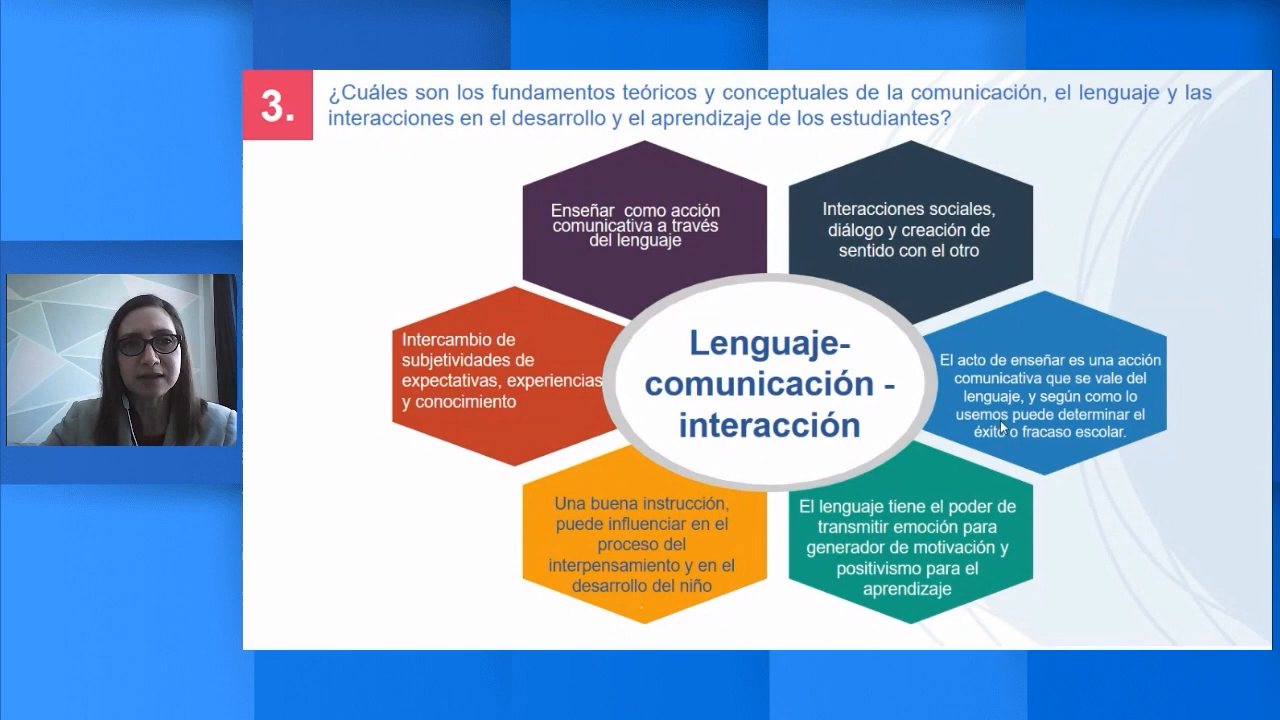 3.
¿Cuáles son los fundamentos teóricos y conceptuales de la comunicación, el lenguaje y las
interacciones en el desarrollo y el aprendizaje de los estudiantes?
Enseñar como acción
comunicativa a través
del lenguaje
Interacciones sociales,
diálogo y creación de
sentido con el otro
Intercambio de
subjetividades de
expectativas, experiencias
y conocimiento
Lenguaje-
comunicación -
interacción
El acto de enseñar es una acción
comunicativa que se vale del
lenguaje, y según como lo
usemos puede determinar el
éxito o fracaso escolar.
Una buena instrucción,
puede influenciar en el
proceso del
interpensamiento y en el
desarrollo del niño
.
El lenguaje tiene el poder de
transmitir emoción para
generador de motivación y
positivismo para el
aprendizaje